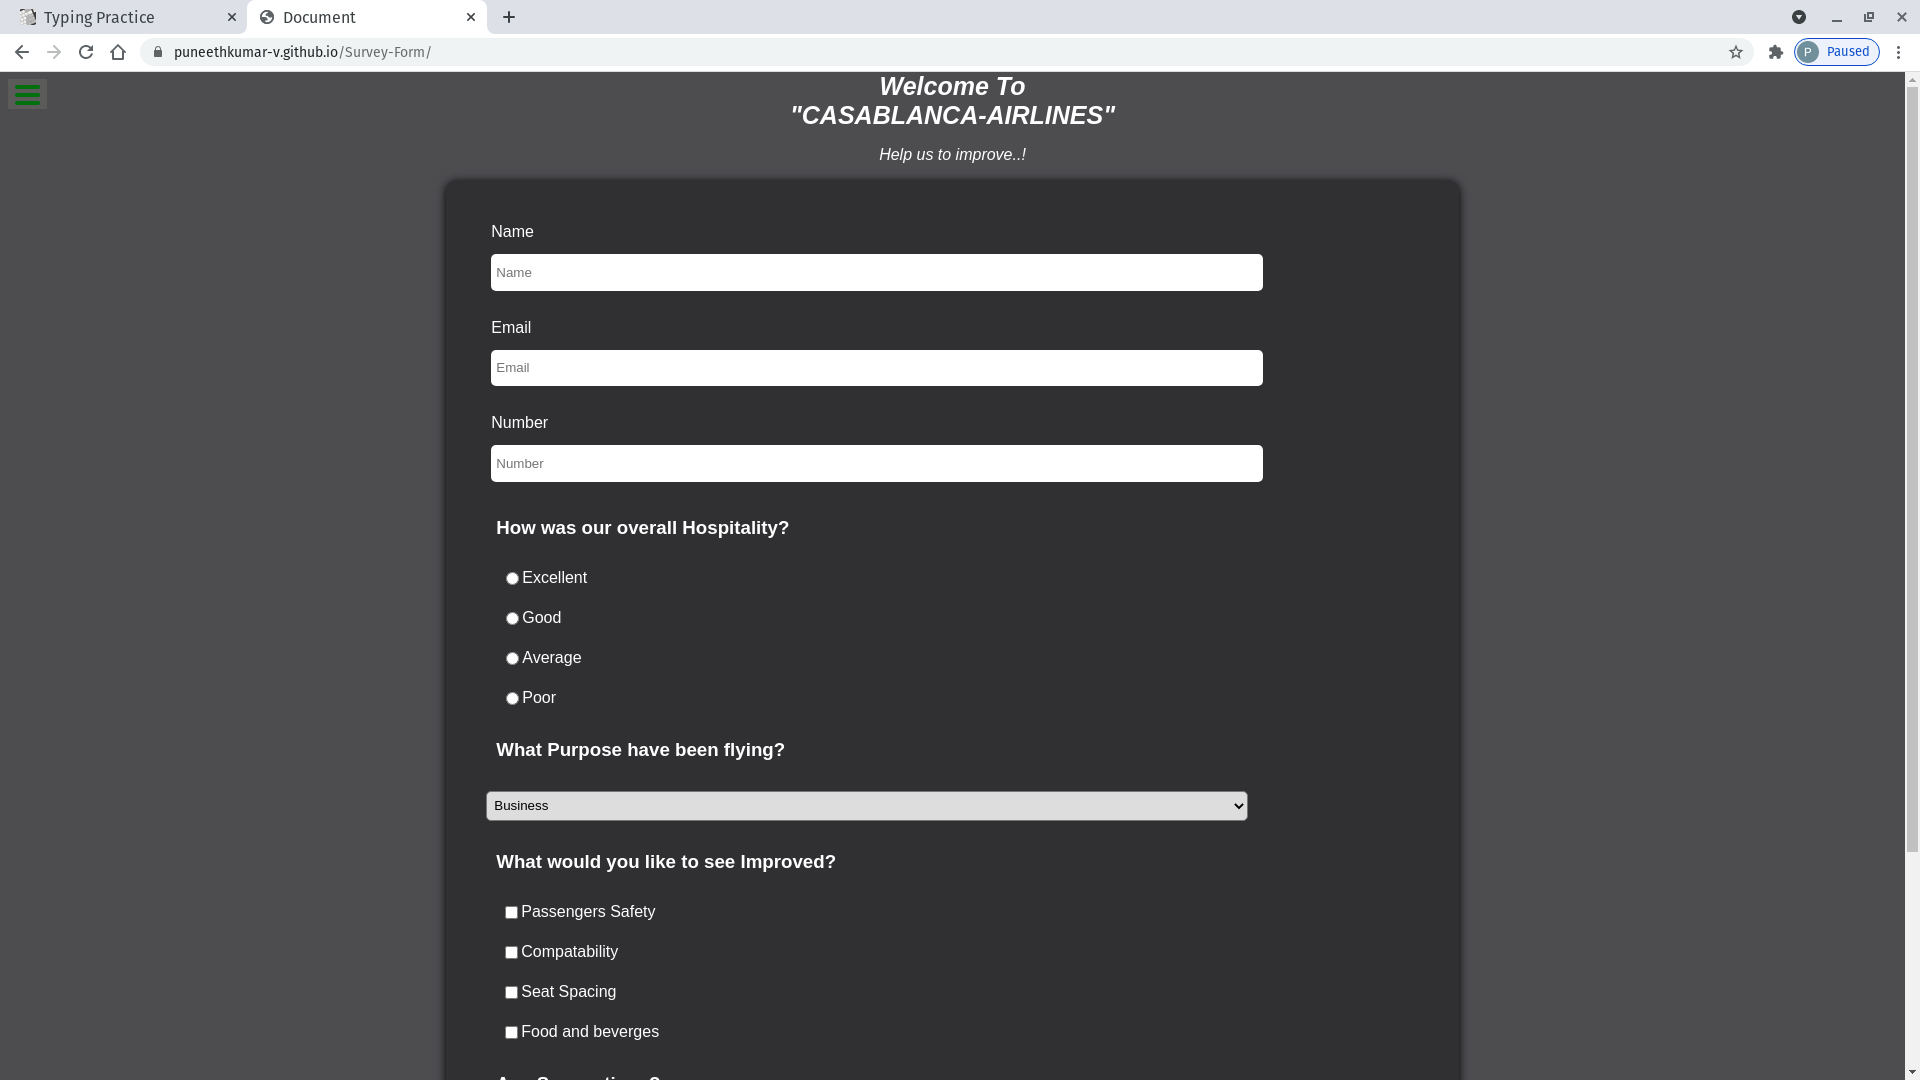 Typing Practice
Document
puneethkumar-v.github.io/Survey-Form/
P
Paused
Welcome To
"CASABLANCA-AIRLINES"
Help us to improve..!
Name
Name
Email
Email
Number
Number
How was our overall Hospitality?
Excellent
Good
Average
Poor
What Purpose have been flying?
Business
What would you like to see Improved?
Passengers Safety
Compatability
Seat Spacing
Food and beverges